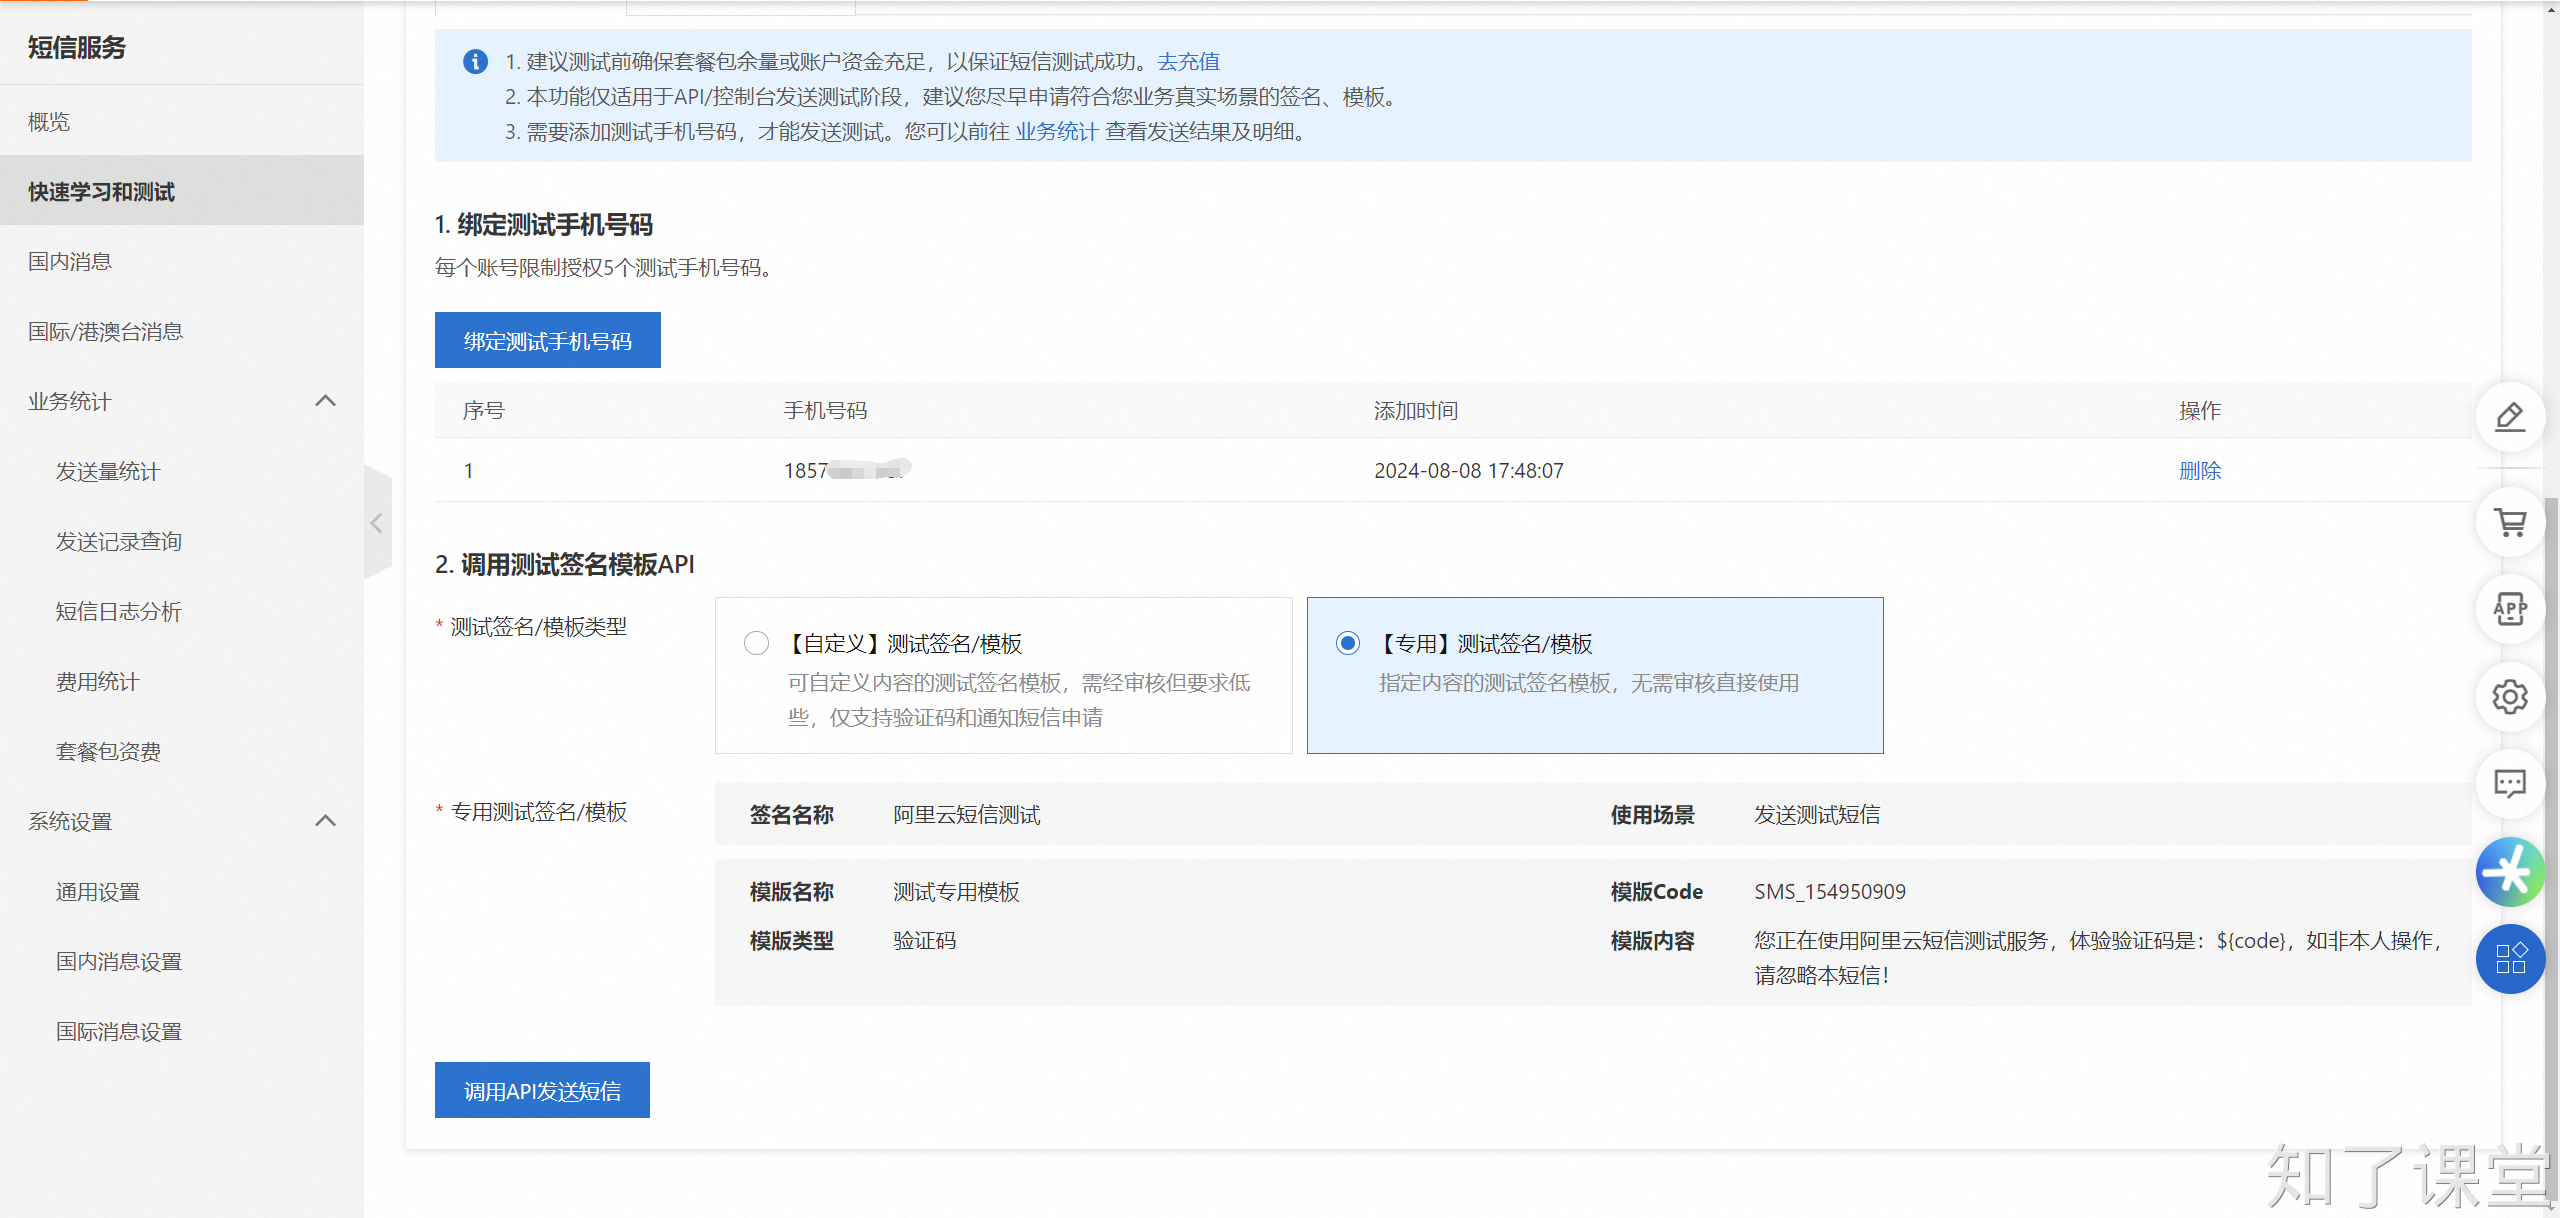 短信服务
概览
快速学习和测试
国内消息
国际/港澳台消息
业务统计
发送量统计
发送记录查询
短信日志分析
费用统计
套餐包资费
系统设置
通用设置
国内消息设置
国际消息设置
1. 建议测试前确保套餐包余量或账户资金充足，以保证短信测试成功。去充值
2. 本功能仅适用于API/控制台发送测试阶段，建议您尽早申请符合您业务真实场景的签名、模板。
3. 需要添加测试手机号码，才能发送测试。您可以前往 业务统计 查看发送结果及明细。
1. 绑定测试手机号码
每个账号限制授权5个测试手机号码。
绑定测试手机号码
序号 手机号码 添加时间 操作
1 1857 2024-08-08 17:48:07 删除
2. 调用测试签名模板API
* 测试签名/模板类型
【自定义】测试签名/模板
可自定义内容的测试签名模板，需经审核但要求低
些，仅支持验证码和通知短信申请
【专用】测试签名/模板
指定内容的测试签名模板，无需审核直接使用
* 专用测试签名/模板
签名名称 阿里云短信测试 使用场景 发送测试短信
模版名称 测试专用模板 模版Code SMS_154950909
模版类型 验证码 模版内容 您正在使用阿里云短信测试服务，体验验证码是：${code}，如非本人操作，
请忽略本短信！
调用API发送短信
APP
知了课堂